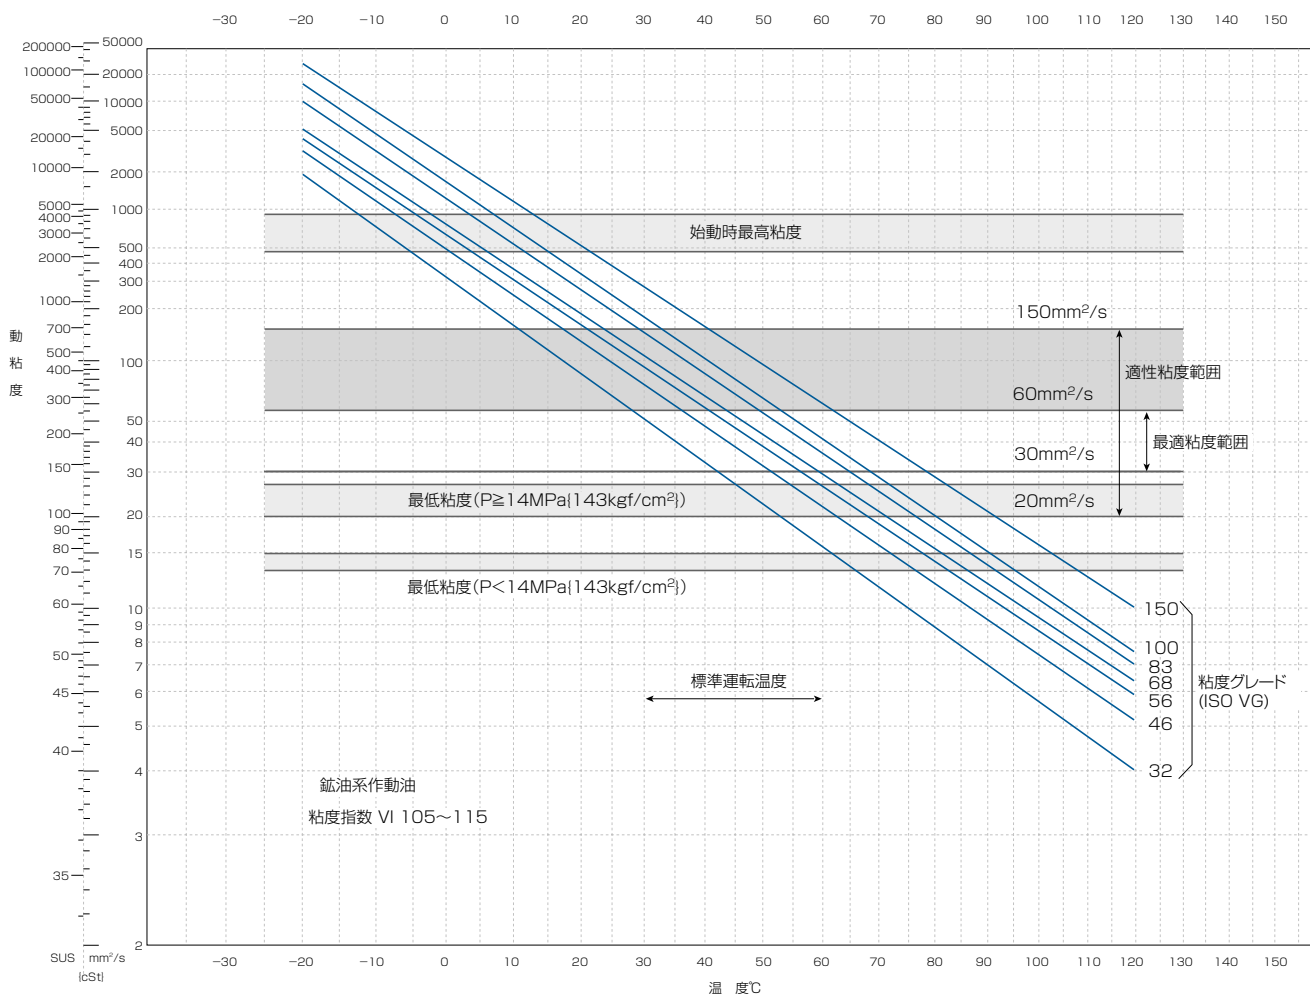 −30 −20 −10 0 10 20 30 40 50 60 70 80 90 100 110 120 130 140 150
200000
100000
50000
20000
10000
5000
4000
3000
2000
1000
700
500
400
300
200
150
100
90
80
70
60
50
45
40
35
SUS
50000
20000
10000
5000
2000
1000
500
400
300
200
100
50
40
30
20
15
10
9
8
7
6
5
4
3
2
mm²/s
{cSt}
動粘度
始動時最高粘度
150mm²/s
適性粘度範囲
60mm²/s
最適粘度範囲
30mm²/s
最低粘度(P≧14MPa{143kgf/cm²})
20mm²/s
最低粘度(P<14MPa{143kgf/cm²})
150
100
83
68
56
46
32
粘度グレード
(ISO VG)
標準運転温度
鉱油系作動油
粘度指数 VI 105〜115
−30 −20 −10 0 10 20 30 40 50 60 70 80 90 100 110 120 130 140 150
温 度℃